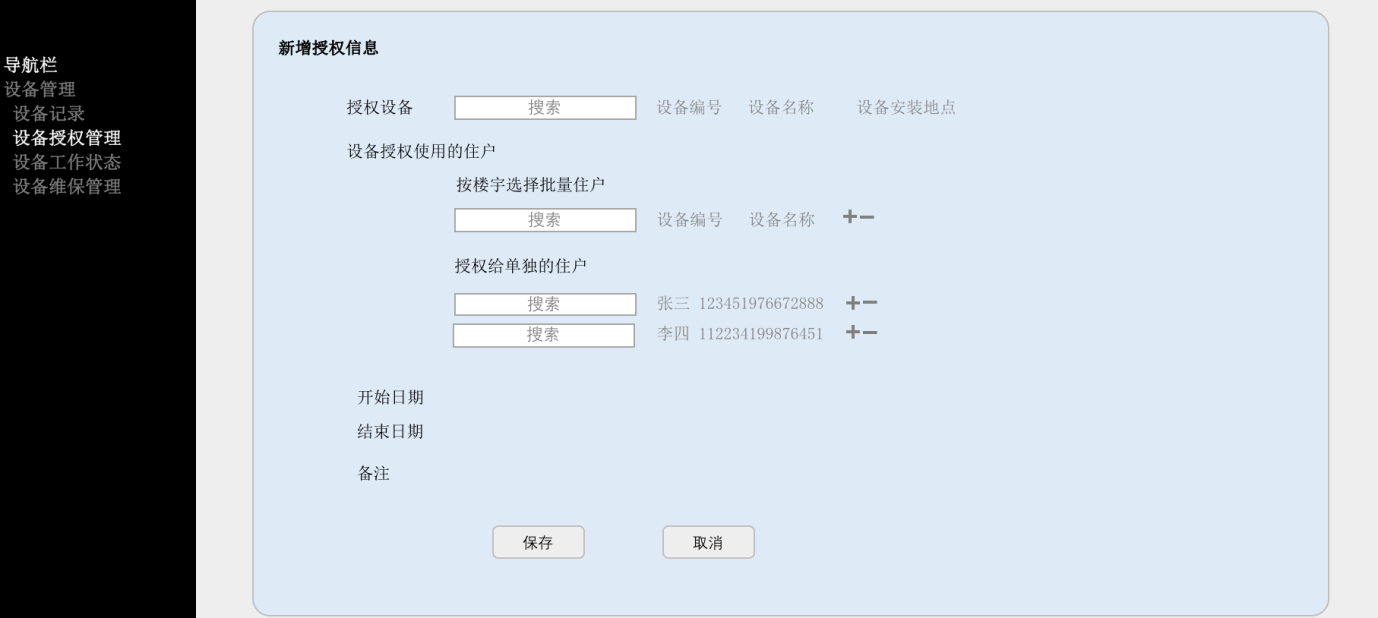 导航栏
设备管理
设备记录
设备授权管理
设备工作状态
设备维保管理
新增授权信息
授权设备 搜索 设备编号 设备名称 设备安装地点
设备授权使用的住户
按楼宇选择批量住户
搜索 设备编号 设备名称 +−
授权给单独的住户
搜索 张三 123451976672888 +−
搜索 李四 112234199876451 +−
开始日期
结束日期
备注
保存 取消